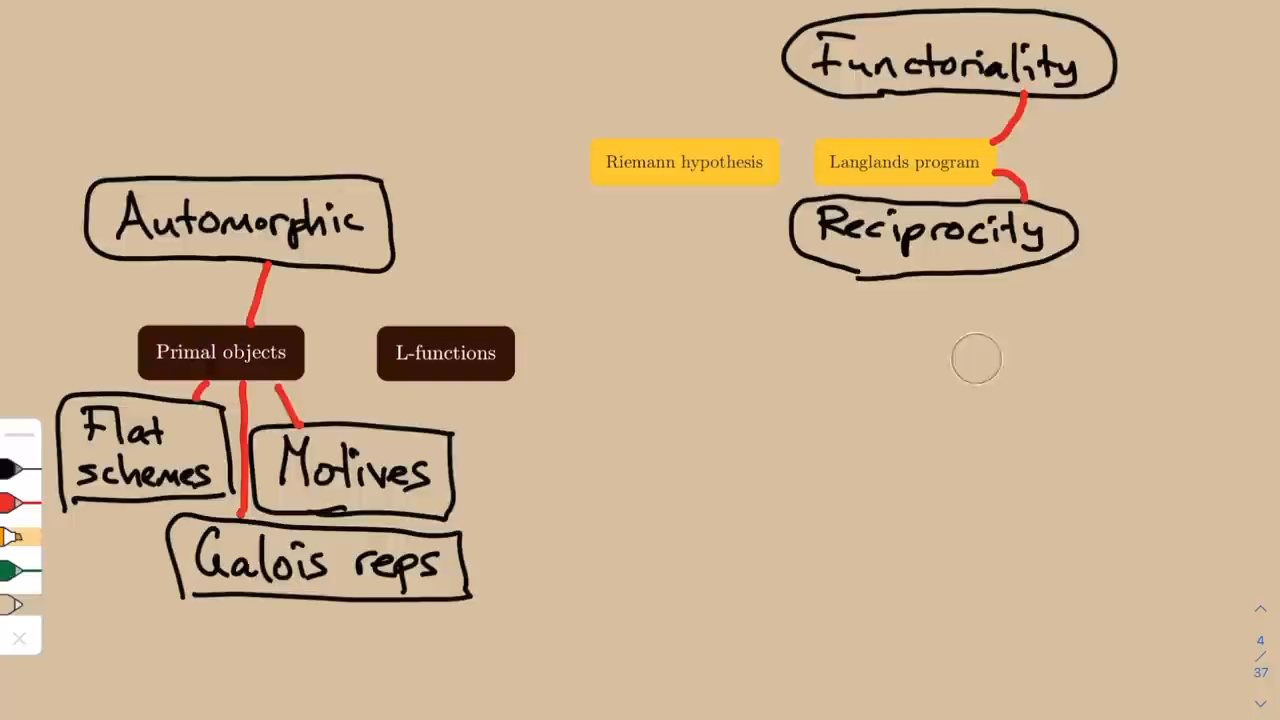 Functoriality
Riemann hypothesis
Langlands program
Automorphic
Reciprocity
Primal objects
L-functions
Flat
schemes
Motives
Galois reps
4
/
37